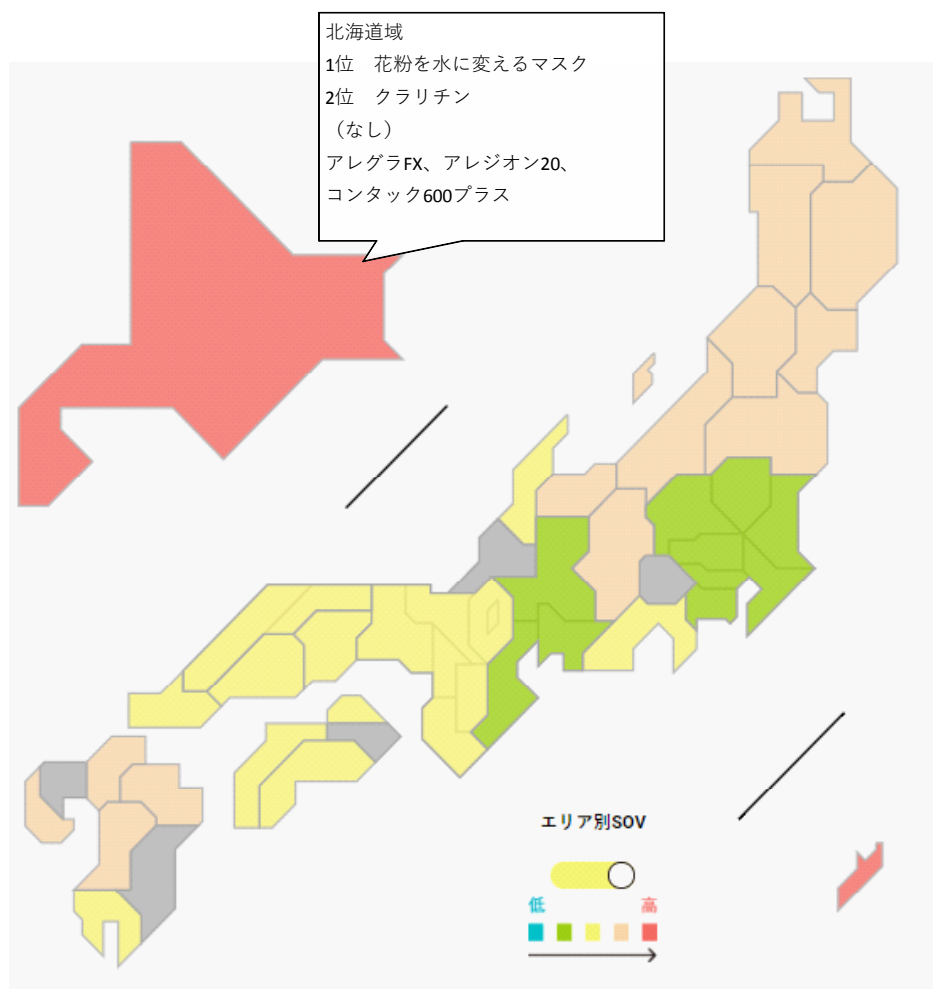 北海道域
1位　花粉を水に変えるマスク
2位　クラリチン
（なし）
アレグラFX、アレジオン20、
コンタック600プラス
エリア別SOV
低　高